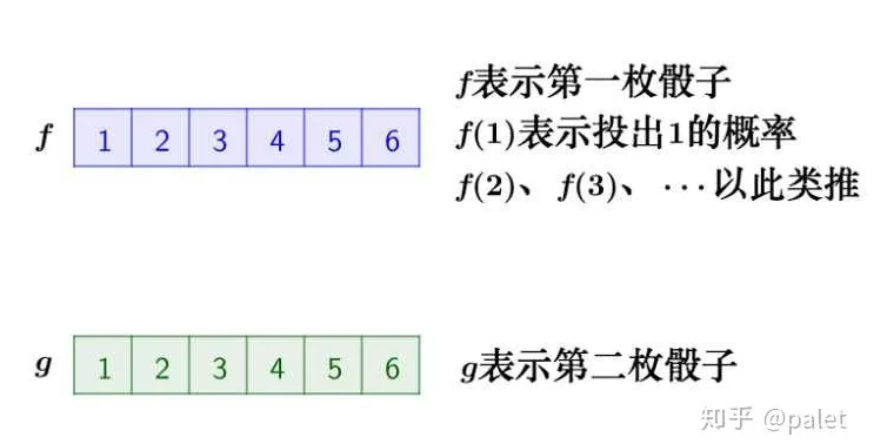 f表示第一枚骰子
f 1 2 3 4 5 6 f(1)表示投出1的概率
f(2)、f(3)、···以此类推
g 1 2 3 4 5 6 g表示第二枚骰子
知乎 @palet